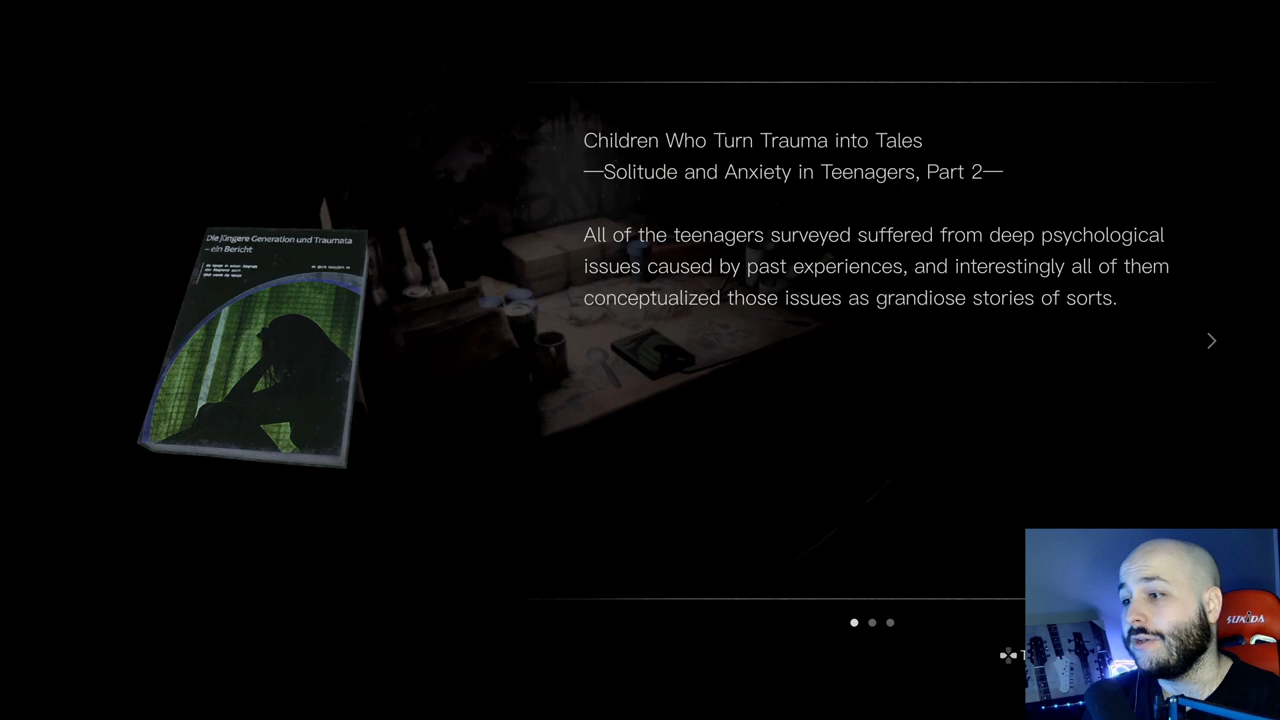 Children Who Turn Trauma into Tales
—Solitude and Anxiety in Teenagers, Part 2—
All of the teenagers surveyed suffered from deep psychological
issues caused by past experiences, and interestingly all of them
conceptualized those issues as grandiose stories of sorts.
Die jüngere Generation und Traumata
– ein Bericht
SUKIDA